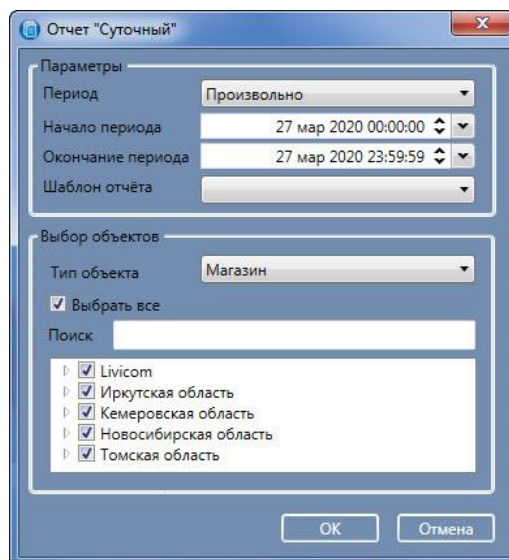 Отчет "Суточный"
Параметры
Период Произвольно
Начало периода 27 мар 2020 00:00:00
Окончание периода 27 мар 2020 23:59:59
Шаблон отчёта
Выбор объектов
Тип объекта Магазин
Выбрать все
Поиск
Livicom
Иркутская область
Кемеровская область
Новосибирская область
Томская область
OK Отмена